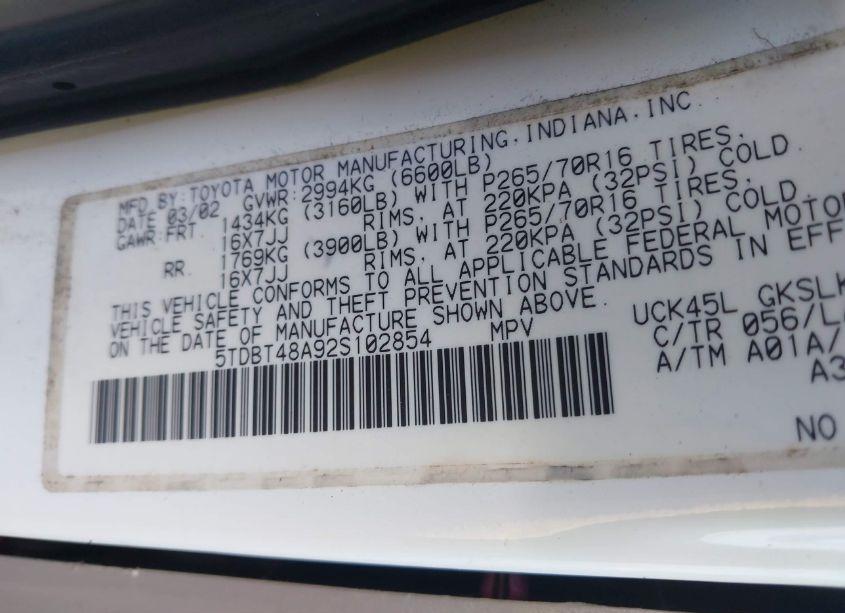 MFD.BY:TOYOTA MOTOR MANUFACTURING.INDIANA.INC.
DATE 03/02 GVWR:2994KG (6600LB)
GAWR:FRT. 1434KG (3160LB) WITH P265/70R16 TIRES,
16X7JJ RIMS, AT 220KPA (32PSI) COLD.
RR. 1769KG (3900LB) WITH P265/70R16 TIRES,
16X7JJ RIMS, AT 220KPA (32PSI) COLD.
THIS VEHICLE CONFORMS TO ALL APPLICABLE FEDERAL MOTOR
VEHICLE SAFETY AND THEFT PREVENTION STANDARDS IN EFF
ON THE DATE OF MANUFACTURE SHOWN ABOVE.
5TDBT48A92S102854 MPV
UCK45L GKSLK
C/TR 056/LA
A/TM A01A/
A3
NO